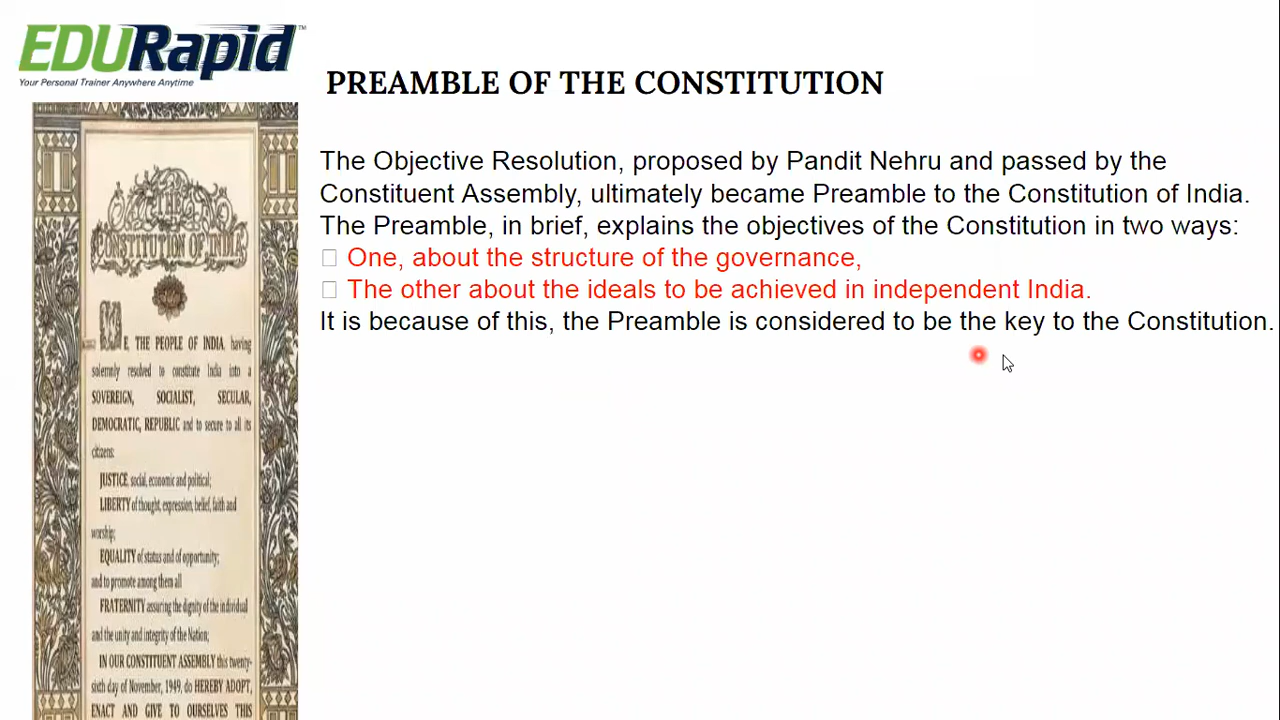 EDURapid™
Your Personal Trainer Anywhere Anytime
PREAMBLE OF THE CONSTITUTION
The Objective Resolution, proposed by Pandit Nehru and passed by the
Constituent Assembly, ultimately became Preamble to the Constitution of India.
The Preamble, in brief, explains the objectives of the Constitution in two ways:
One, about the structure of the governance,
The other about the ideals to be achieved in independent India.
It is because of this, the Preamble is considered to be the key to the Constitution.
THE
CONSTITUTION OF INDIA
WE, THE PEOPLE OF INDIA, having
solemnly resolved to constitute India into a
SOVEREIGN, SOCIALIST, SECULAR,
DEMOCRATIC, REPUBLIC and to secure to all its
citizens:
JUSTICE, social, economic and political;
LIBERTY of thought, expression, belief, faith and
worship;
EQUALITY of status and of opportunity;
and to promote among them all
FRATERNITY assuring the dignity of the individual
and the unity and integrity of the Nation;
IN OUR CONSTITUENT ASSEMBLY this twenty-
sixth day of November, 1949, do HEREBY ADOPT,
ENACT AND GIVE TO OURSELVES THIS